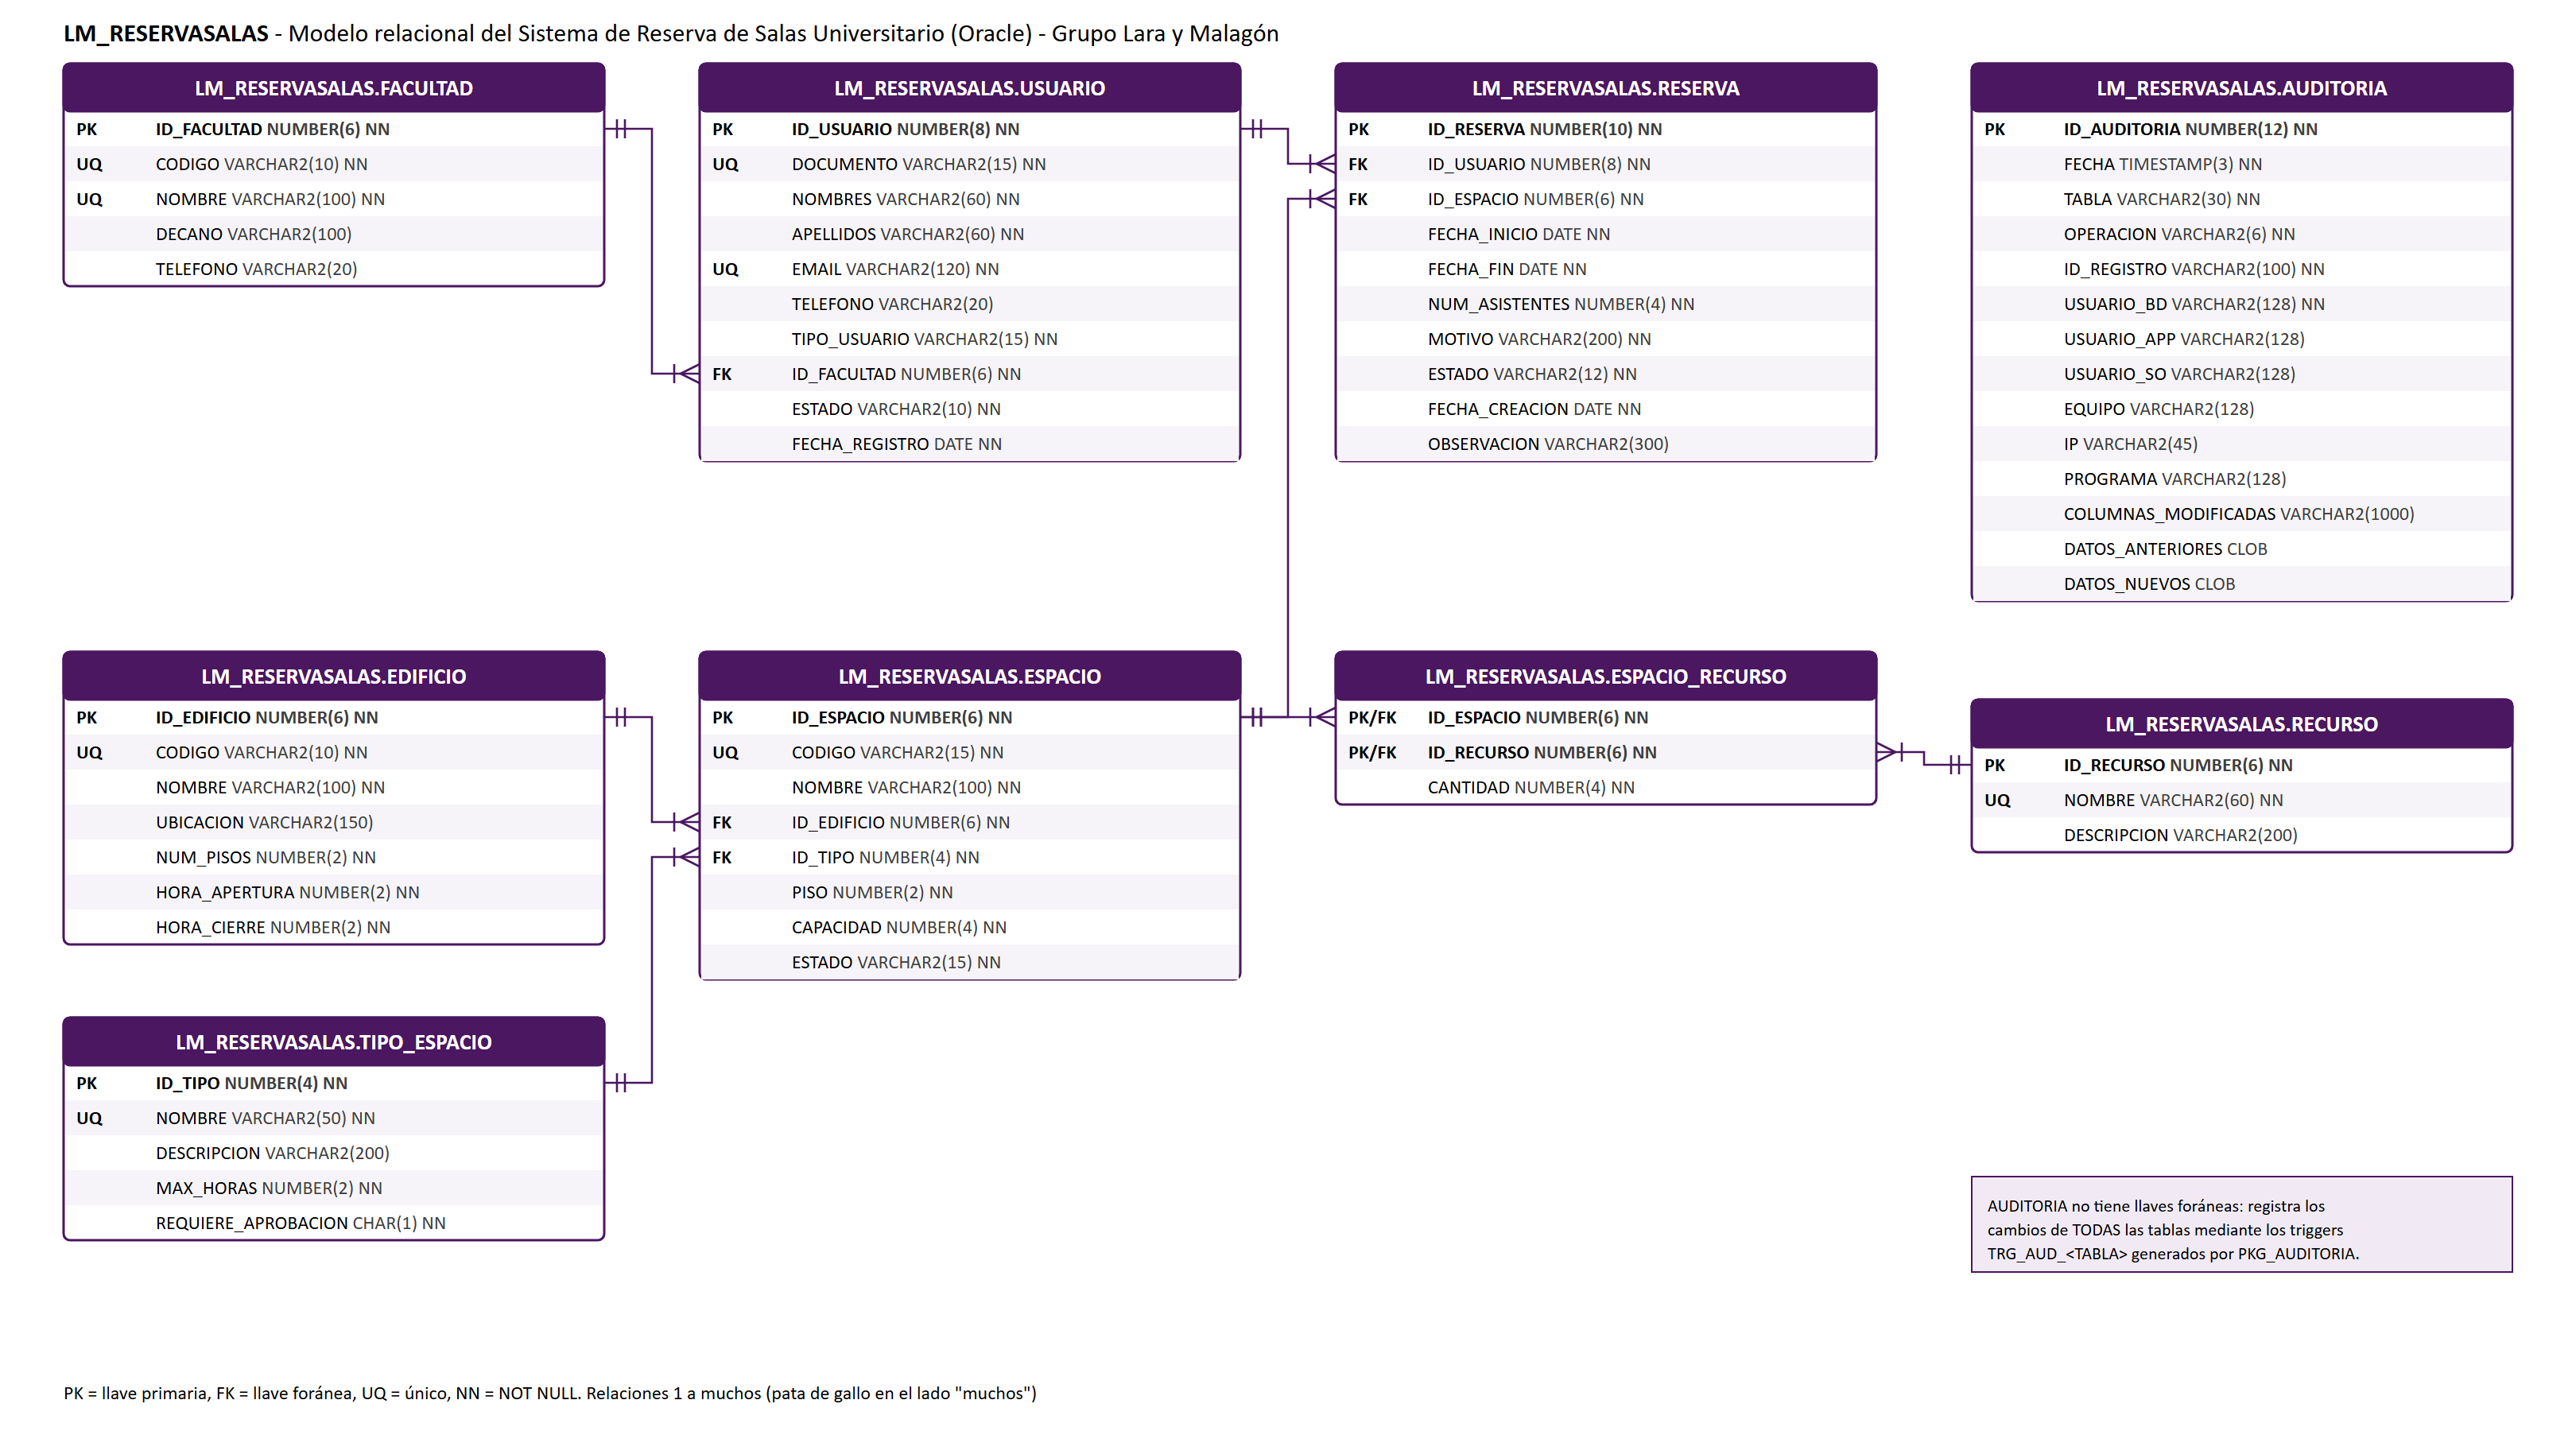 LM_RESERVASALAS - Modelo relacional del Sistema de Reserva de Salas Universitario (Oracle) - Grupo Lara y Malagón
LM_RESERVASALAS.FACULTAD
PK ID_FACULTAD NUMBER(6) NN
UQ CODIGO VARCHAR2(10) NN
UQ NOMBRE VARCHAR2(100) NN
DECANO VARCHAR2(100)
TELEFONO VARCHAR2(20)
LM_RESERVASALAS.USUARIO
PK ID_USUARIO NUMBER(8) NN
UQ DOCUMENTO VARCHAR2(15) NN
NOMBRES VARCHAR2(60) NN
APELLIDOS VARCHAR2(60) NN
UQ EMAIL VARCHAR2(120) NN
TELEFONO VARCHAR2(20)
TIPO_USUARIO VARCHAR2(15) NN
FK ID_FACULTAD NUMBER(6) NN
ESTADO VARCHAR2(10) NN
FECHA_REGISTRO DATE NN
LM_RESERVASALAS.RESERVA
PK ID_RESERVA NUMBER(10) NN
FK ID_USUARIO NUMBER(8) NN
FK ID_ESPACIO NUMBER(6) NN
FECHA_INICIO DATE NN
FECHA_FIN DATE NN
NUM_ASISTENTES NUMBER(4) NN
MOTIVO VARCHAR2(200) NN
ESTADO VARCHAR2(12) NN
FECHA_CREACION DATE NN
OBSERVACION VARCHAR2(300)
LM_RESERVASALAS.AUDITORIA
PK ID_AUDITORIA NUMBER(12) NN
FECHA TIMESTAMP(3) NN
TABLA VARCHAR2(30) NN
OPERACION VARCHAR2(6) NN
ID_REGISTRO VARCHAR2(100) NN
USUARIO_BD VARCHAR2(128) NN
USUARIO_APP VARCHAR2(128)
USUARIO_SO VARCHAR2(128)
EQUIPO VARCHAR2(128)
IP VARCHAR2(45)
PROGRAMA VARCHAR2(128)
COLUMNAS_MODIFICADAS VARCHAR2(1000)
DATOS_ANTERIORES CLOB
DATOS_NUEVOS CLOB
LM_RESERVASALAS.EDIFICIO
PK ID_EDIFICIO NUMBER(6) NN
UQ CODIGO VARCHAR2(10) NN
NOMBRE VARCHAR2(100) NN
UBICACION VARCHAR2(150)
NUM_PISOS NUMBER(2) NN
HORA_APERTURA NUMBER(2) NN
HORA_CIERRE NUMBER(2) NN
LM_RESERVASALAS.ESPACIO
PK ID_ESPACIO NUMBER(6) NN
UQ CODIGO VARCHAR2(15) NN
NOMBRE VARCHAR2(100) NN
FK ID_EDIFICIO NUMBER(6) NN
FK ID_TIPO NUMBER(4) NN
PISO NUMBER(2) NN
CAPACIDAD NUMBER(4) NN
ESTADO VARCHAR2(15) NN
LM_RESERVASALAS.ESPACIO_RECURSO
PK/FK ID_ESPACIO NUMBER(6) NN
PK/FK ID_RECURSO NUMBER(6) NN
CANTIDAD NUMBER(4) NN
LM_RESERVASALAS.RECURSO
PK ID_RECURSO NUMBER(6) NN
UQ NOMBRE VARCHAR2(60) NN
DESCRIPCION VARCHAR2(200)
LM_RESERVASALAS.TIPO_ESPACIO
PK ID_TIPO NUMBER(4) NN
UQ NOMBRE VARCHAR2(50) NN
DESCRIPCION VARCHAR2(200)
MAX_HORAS NUMBER(2) NN
REQUIERE_APROBACION CHAR(1) NN
AUDITORIA no tiene llaves foráneas: registra los
cambios de TODAS las tablas mediante los triggers
TRG_AUD_<TABLA> generados por PKG_AUDITORIA.
PK = llave primaria, FK = llave foránea, UQ = único, NN = NOT NULL. Relaciones 1 a muchos (pata de gallo en el lado "muchos")